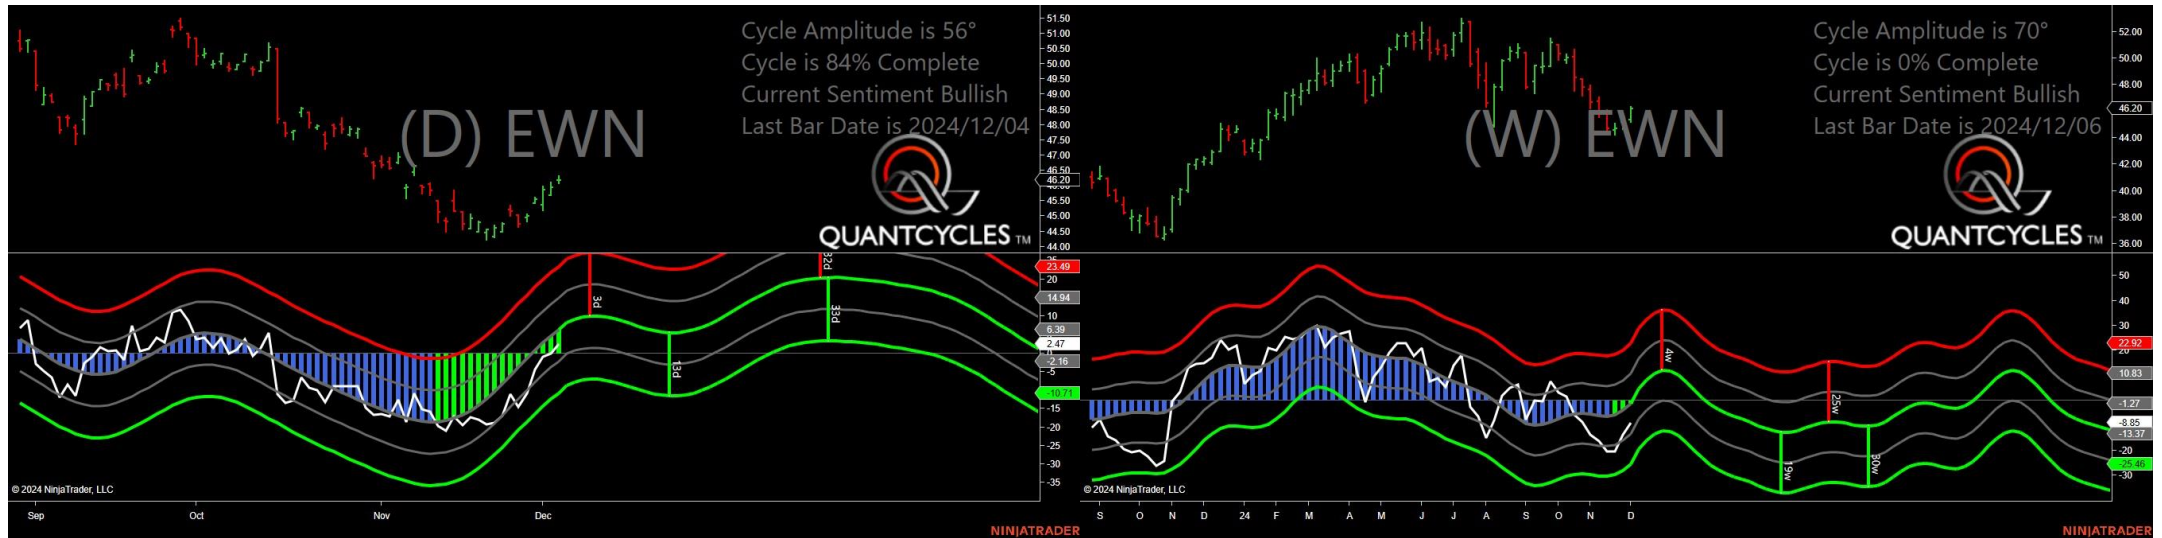 Cycle Amplitude is 56°
Cycle is 84% Complete
Current Sentiment Bullish
Last Bar Date is 2024/12/04
(D) EWN
QUANTCYCLES TM
51.50
51.00
50.50
50.00
49.50
49.00
48.50
48.00
47.50
47.00
46.50
46.20
45.50
45.00
44.50
44.00
23.49
20
14.94
10
6.39
2.47
-2.16
-5
-10.71
-15
-20
-25
-30
-35
3d
13d
32d
33d
© 2024 NinjaTrader, LLC
Sep Oct Nov Dec
NINJATRADER
Cycle Amplitude is 70°
Cycle is 0% Complete
Current Sentiment Bullish
Last Bar Date is 2024/12/06
(W) EWN
QUANTCYCLES TM
52.00
50.00
48.00
46.20
44.00
42.00
40.00
38.00
36.00
50
40
30
22.92
10.83
-1.27
-8.85
-13.37
-20
-25.46
-30
4w
25w
19w
30w
© 2024 NinjaTrader, LLC
S O N D 24 F M A M J J A S O N D
NINJATRADER